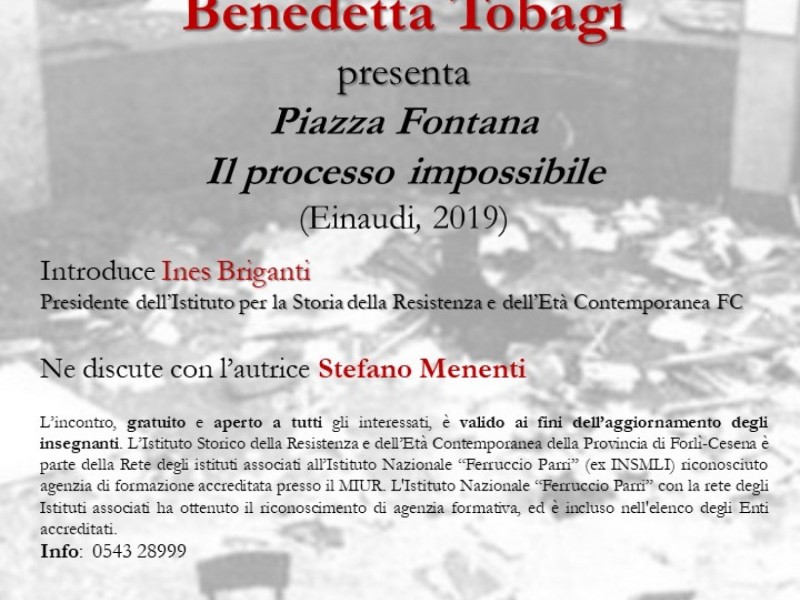 Benedetta Tobagi
presenta
Piazza Fontana
Il processo impossibile
(Einaudi, 2019)
Introduce Ines Briganti
Presidente dell’Istituto per la Storia della Resistenza e dell’Età Contemporanea FC
Ne discute con l’autrice Stefano Menenti
L’incontro, gratuito e aperto a tutti gli interessati, è valido ai fini dell’aggiornamento degli
insegnanti. L’Istituto Storico della Resistenza e dell’Età Contemporanea della Provincia di Forlì-Cesena è
parte della Rete degli istituti associati all’Istituto Nazionale “Ferruccio Parri” (ex INSMLI) riconosciuto
agenzia di formazione accreditata presso il MIUR. L'Istituto Nazionale “Ferruccio Parri” con la rete degli
Istituti associati ha ottenuto il riconoscimento di agenzia formativa, ed è incluso nell'elenco degli Enti
accreditati.
Info: 0543 28999